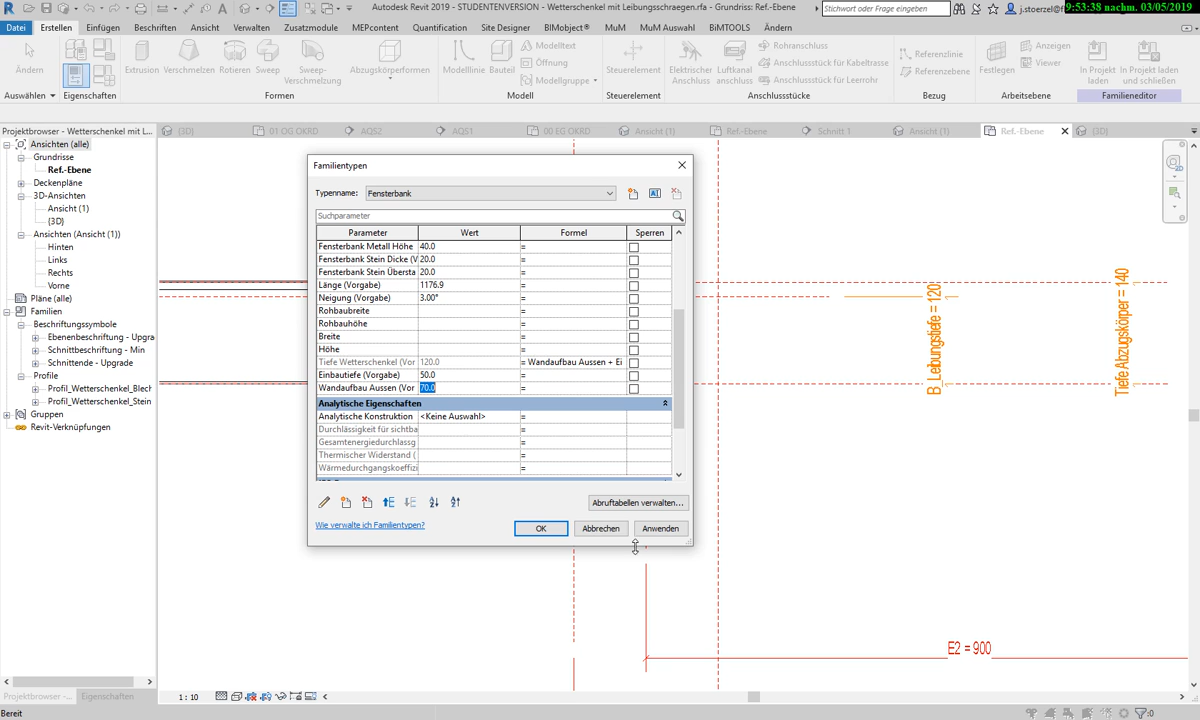 Autodesk Revit 2019 - STUDENTENVERSION - Wetterschenkel mit Leibungsschraegen.rfa - Grundriss: Ref.-Ebene
Stichwort oder Frage eingeben
9:53:38 nachm. 03/05/2019
Datei Erstellen Einfügen Beschriften Ansicht Verwalten Zusatzmodule MEPcontent Quantification Site Designer BIMobject® MuM MuM Auswahl BiMTOOLS Ändern
Ändern Extrusion Verschmelzen Rotieren Sweep Sweep-Verschmelzung Abzugskörperformen Modelllinie Bauteil Modelltext
Öffnung
Modellgruppe
Steuerelement Elektrischer Anschluss Luftkanal anschluss Rohranschluss
Anschlussstück für Kabeltrasse
Anschlussstück für Leerrohr
Referenzlinie
Referenzebene
Festlegen Anzeigen
Viewer
In Projekt laden In Projekt laden und schließen
Auswählen Eigenschaften Formen Modell Steuerelement Anschlussstücke Bezug Arbeitsebene Familieneditor
Projektbrowser - Wetterschenkel mit L...
{3D} 01 OG OKRD AQS2 AQS1 00 EG OKRD Ansicht (1) Ref.-Ebene Schnitt 1 Ansicht (1) Ref.-Ebene {3D}
Ansichten (alle)
Grundrisse
Ref.-Ebene
Deckenpläne
3D-Ansichten
Ansicht (1)
{3D}
Ansichten (Ansicht (1))
Hinten
Links
Rechts
Vorne
Pläne (alle)
Familien
Beschriftungssymbole
Ebenenbeschriftung - Upgra
Schnittbeschriftung - Min
Schnittende - Upgrade
Profile
Profil_Wetterschenkel_Blech
Profil_Wetterschenkel_Stein
Gruppen
Revit-Verknüpfungen
Familientypen
Typenname: Fensterbank
Suchparameter
Parameter Wert Formel Sperren
Fensterbank Metall Höhe 40.0 =
Fensterbank Stein Dicke (V 20.0 =
Fensterbank Stein Übersta 20.0 =
Länge (Vorgabe) 1176.9 =
Neigung (Vorgabe) 3.00° =
Rohbaubreite =
Rohbauhöhe =
Breite =
Höhe =
Tiefe Wetterschenkel (Vor 120.0 = Wandaufbau Aussen + Ei
Einbautiefe (Vorgabe) 50.0 =
Wandaufbau Aussen (Vor 70.0 =
Analytische Eigenschaften
Analytische Konstruktion <Keine Auswahl> =
Durchlässigkeit für sichtba =
Gesamtenergiedurchlassg =
Thermischer Widerstand ( =
Wärmedurchgangskoeffizi =
Abruftabellen verwalten...
Wie verwalte ich Familientypen?
OK Abbrechen Anwenden
B_Leibungstiefe = 120
Tiefe Abzugskörper = 140
E2 = 900
Projektbrowser -... Eigenschaften
1 : 10
Bereit
:0